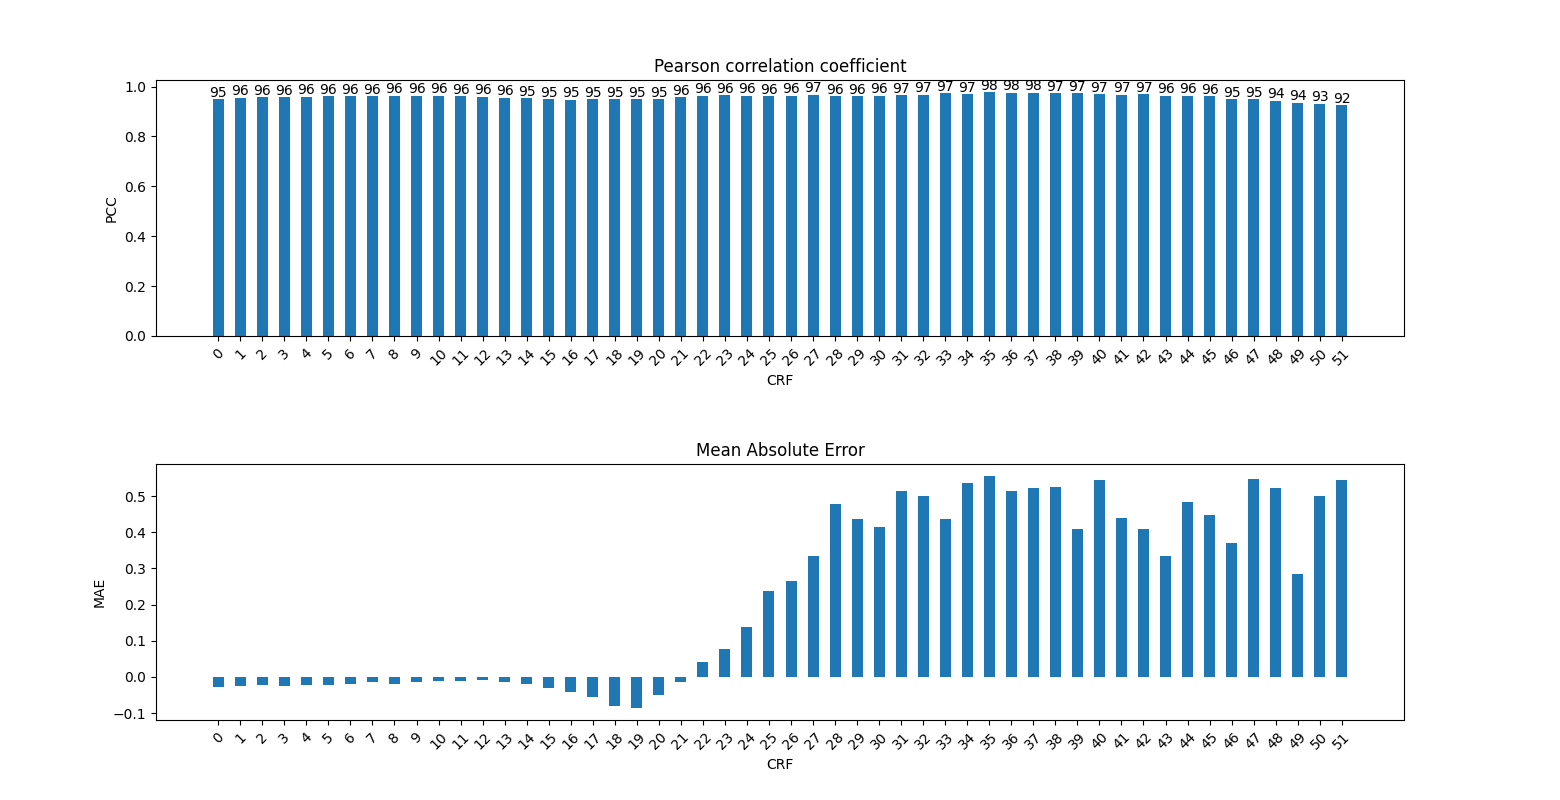 Pearson correlation coefficient
1.0
0.8
0.6
0.4
0.2
0.0
PCC
95 96 96 96 96 96 96 96 96 96 96 96 96 96 95 95 95 95 95 95 95 96 96 96 96 96 96 97 96 96 96 97 97 97 97 98 98 98 97 97 97 97 97 96 96 96 95 95 94 94 93 92
0 1 2 3 4 5 6 7 8 9 10 11 12 13 14 15 16 17 18 19 20 21 22 23 24 25 26 27 28 29 30 31 32 33 34 35 36 37 38 39 40 41 42 43 44 45 46 47 48 49 50 51
CRF
Mean Absolute Error
0.5
0.4
0.3
0.2
0.1
0.0
−0.1
MAE
0 1 2 3 4 5 6 7 8 9 10 11 12 13 14 15 16 17 18 19 20 21 22 23 24 25 26 27 28 29 30 31 32 33 34 35 36 37 38 39 40 41 42 43 44 45 46 47 48 49 50 51
CRF